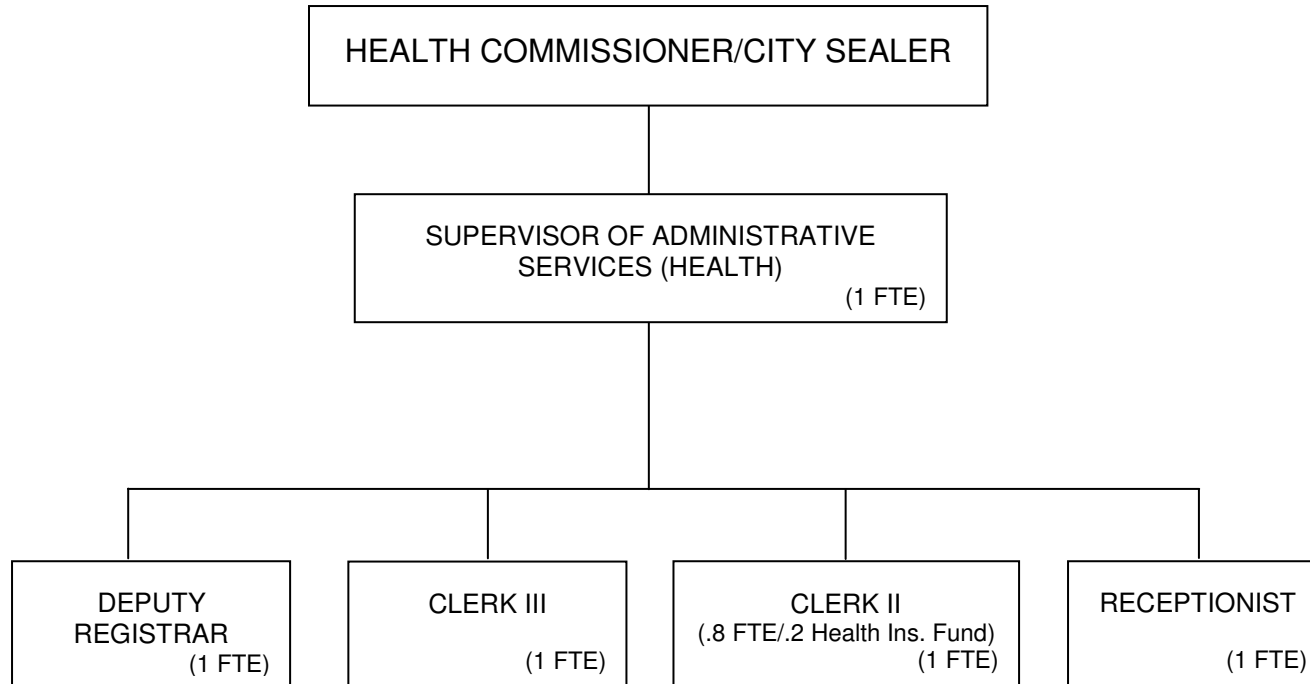 HEALTH COMMISSIONER/CITY SEALER
SUPERVISOR OF ADMINISTRATIVE
SERVICES (HEALTH)
(1 FTE)
DEPUTY
REGISTRAR
(1 FTE)
CLERK III
(1 FTE)
CLERK II
(.8 FTE/.2 Health Ins. Fund)
(1 FTE)
RECEPTIONIST
(1 FTE)